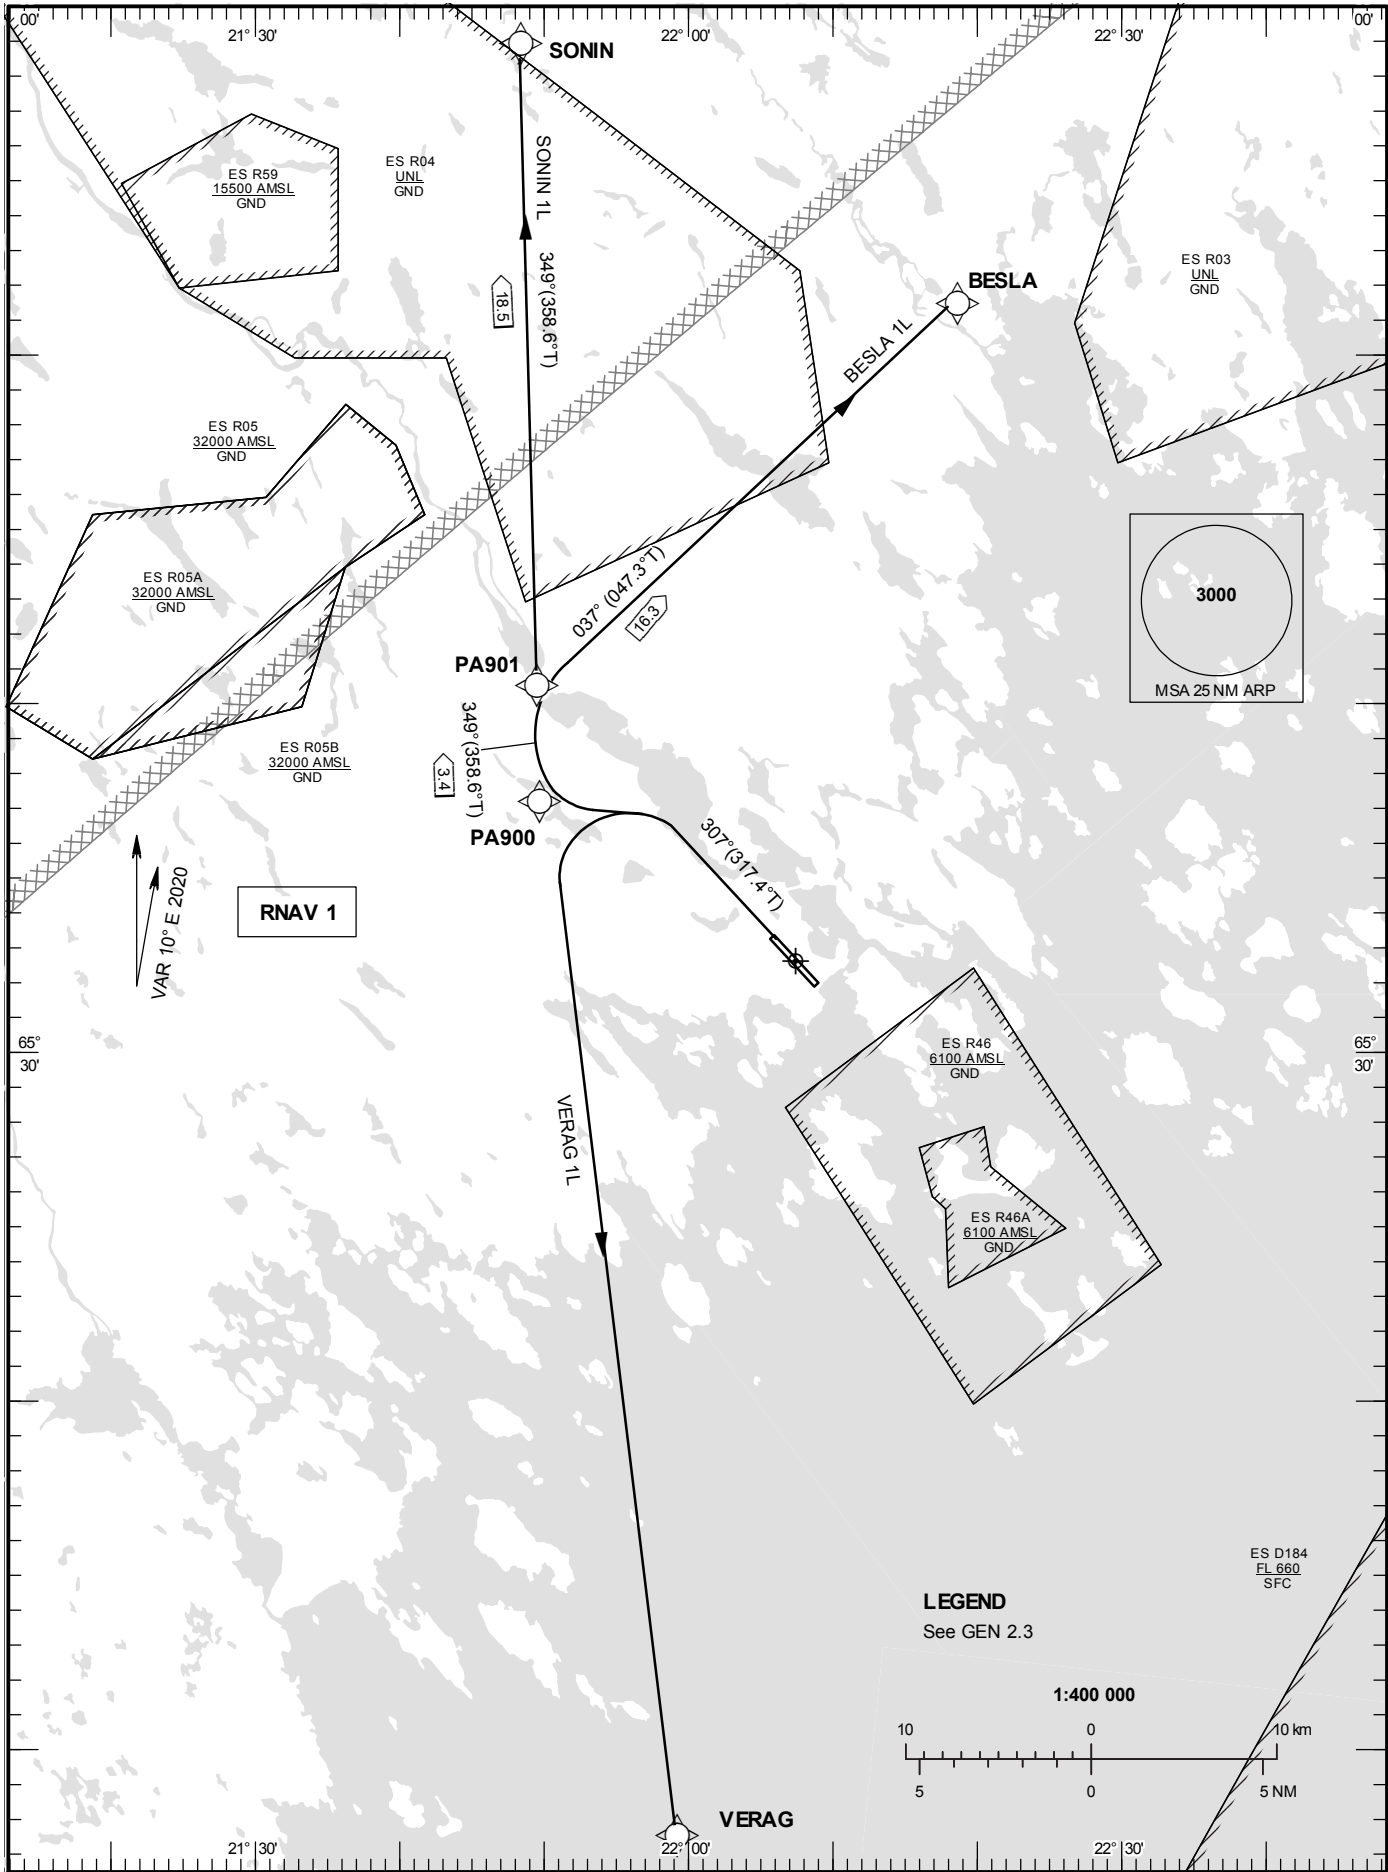 00'
21° 30'
22° 00'
22° 30'
00'
SONIN
SONIN 1L
349°(358.6°T)
18.5
ES R59
15500 AMSL
GND
ES R04
UNL
GND
ES R03
UNL
GND
BESLA
BESLA 1L
037° (047.3°T)
16.3
ES R05
32000 AMSL
GND
ES R05A
32000 AMSL
GND
3000
MSA 25 NM ARP
PA901
349°(358.6°T)
3.4
ES R05B
32000 AMSL
GND
PA900
307°(317.4°T)
VAR 10° E 2020
RNAV 1
65°
30'
65°
30'
ES R46
6100 AMSL
GND
VERAG 1L
ES R46A
6100 AMSL
GND
ES D184
FL 660
SFC
LEGEND
See GEN 2.3
1:400 000
10
0
10 km
5
0
5 NM
VERAG
21° 30'
22° 00'
22° 30'